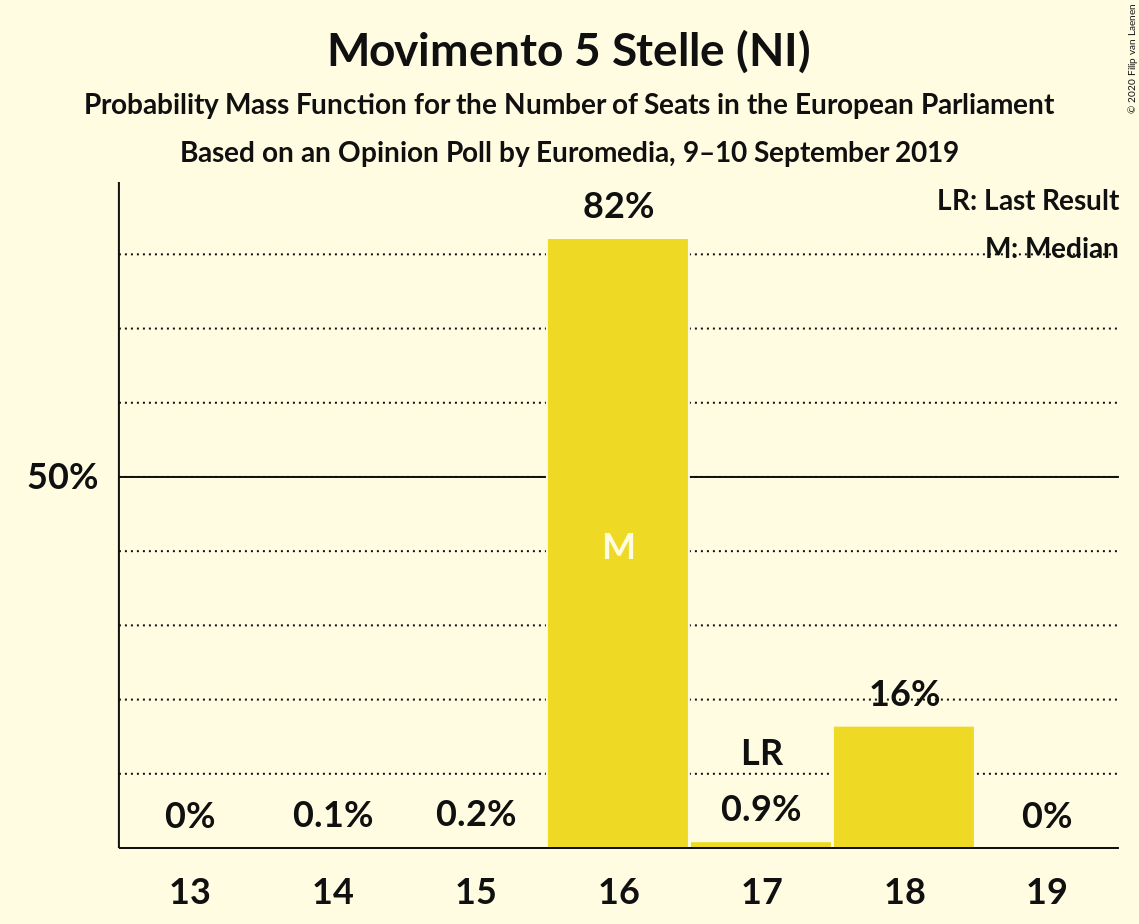 Movimento 5 Stelle (NI)
Probability Mass Function for the Number of Seats in the European Parliament
Based on an Opinion Poll by Euromedia, 9–10 September 2019
© 2020 Filip van Laenen
LR: Last Result
M: Median
82%
50%
M
16%
LR
0% 0.1% 0.2% 0.9% 0%
13 14 15 16 17 18 19